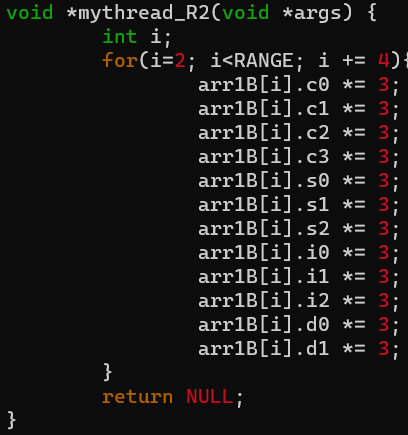 void *mythread_R2(void *args) {
        int i;
        for(i=2; i<RANGE; i += 4){
                arr1B[i].c0 *= 3;
                arr1B[i].c1 *= 3;
                arr1B[i].c2 *= 3;
                arr1B[i].c3 *= 3;
                arr1B[i].s0 *= 3;
                arr1B[i].s1 *= 3;
                arr1B[i].s2 *= 3;
                arr1B[i].i0 *= 3;
                arr1B[i].i1 *= 3;
                arr1B[i].i2 *= 3;
                arr1B[i].d0 *= 3;
                arr1B[i].d1 *= 3;
        }
        return NULL;
}